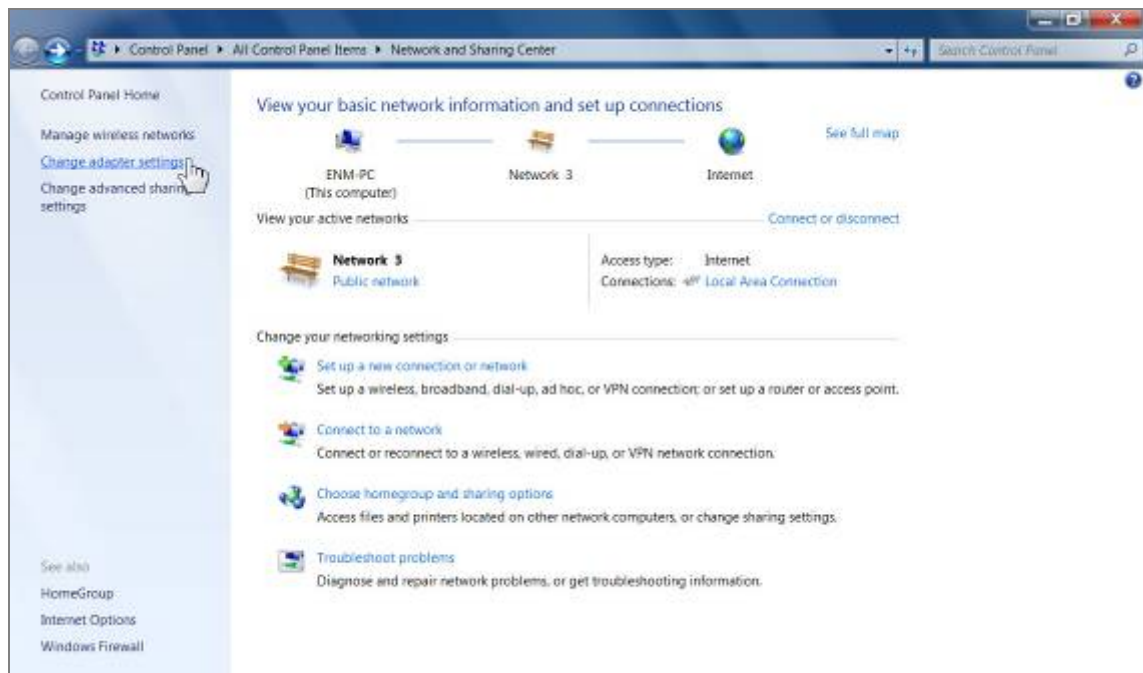 Control Panel ▸ All Control Panel Items ▸ Network and Sharing Center
Search Control Panel
Control Panel Home
Manage wireless networks
Change adapter settings
Change advanced sharing
settings
See also
HomeGroup
Internet Options
Windows Firewall
View your basic network information and set up connections
See full map
ENM-PC
(This computer)
Network 3
Internet
View your active networks
Connect or disconnect
Network 3
Public network
Access type: Internet
Connections: Local Area Connection
Change your networking settings
Set up a new connection or network
Set up a wireless, broadband, dial-up, ad hoc, or VPN connection; or set up a router or access point.
Connect to a network
Connect or reconnect to a wireless, wired, dial-up, or VPN network connection.
Choose homegroup and sharing options
Access files and printers located on other network computers, or change sharing settings.
Troubleshoot problems
Diagnose and repair network problems, or get troubleshooting information.